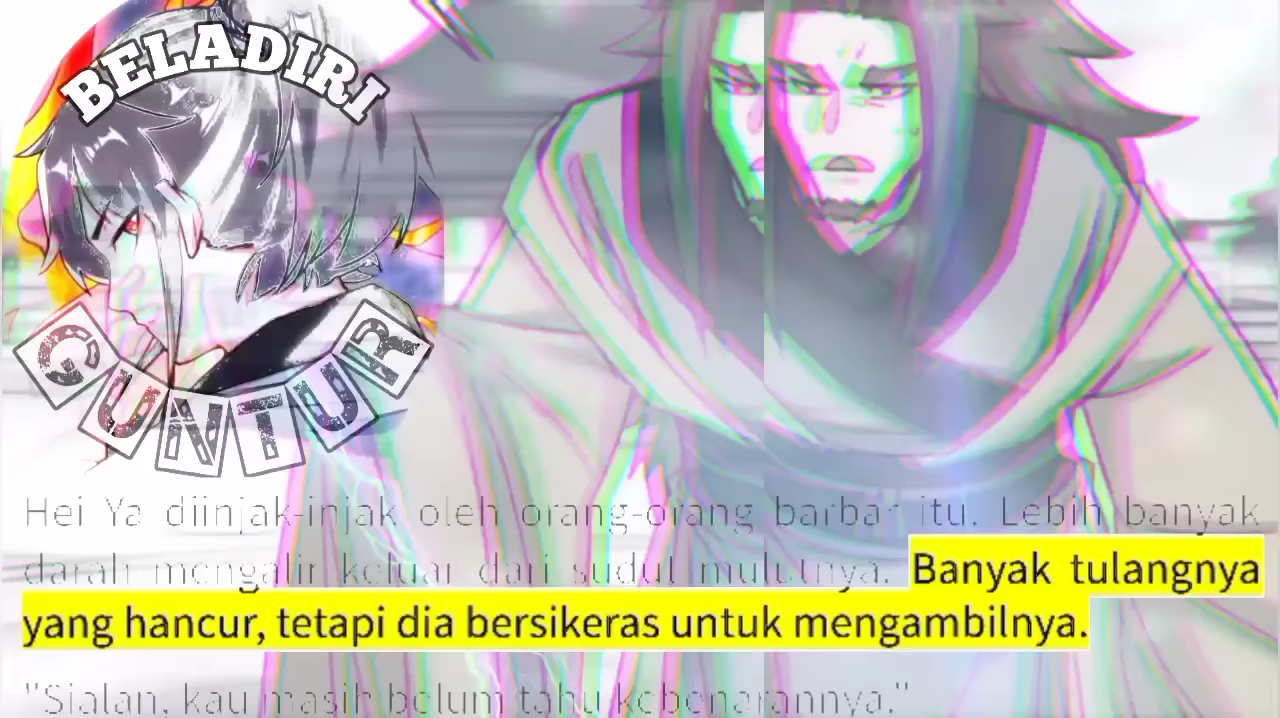 BELADIRI
GUNTUR
Hei Ya diinjak-injak oleh orang-orang barbar itu. Lebih banyak
darah mengalir keluar dari sudut mulutnya. Banyak tulangnya
yang hancur, tetapi dia bersikeras untuk mengambilnya.
"Sialan, kau masih belum tahu kebenarannya."